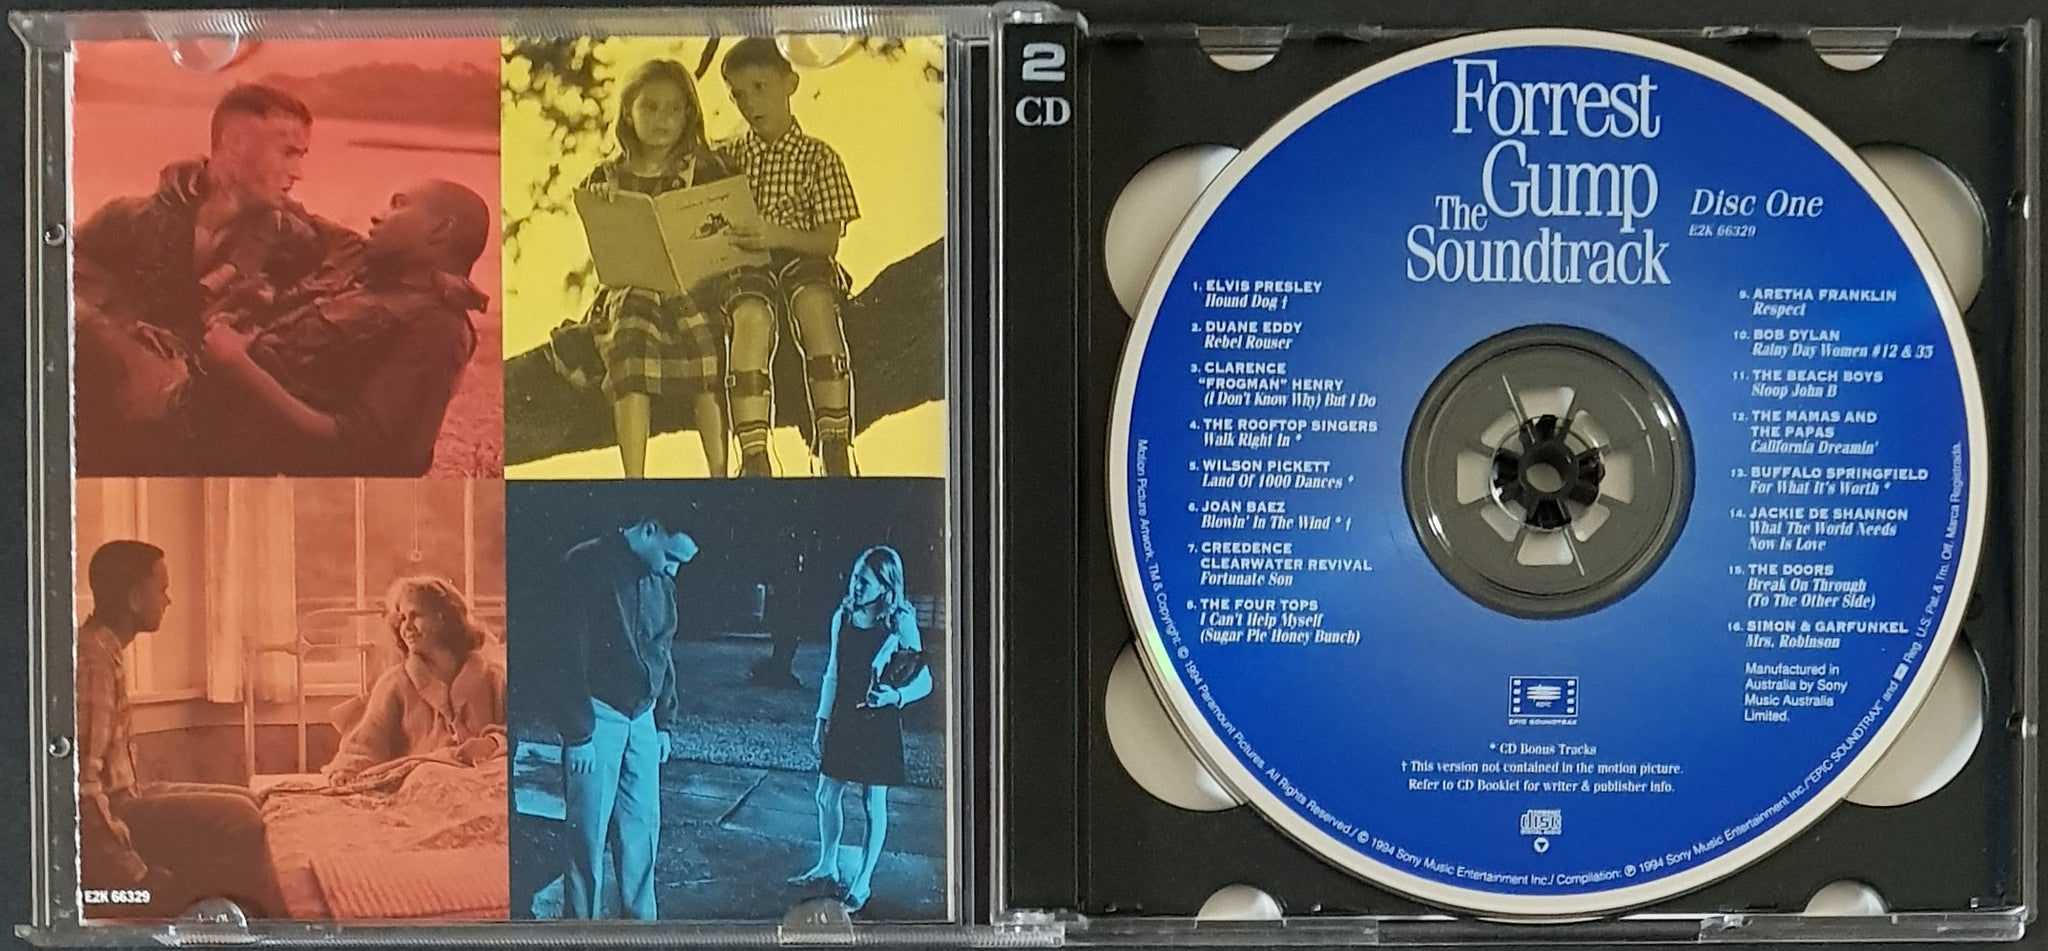 E2K 66329
2
CD
Forrest
Gump
The
Soundtrack
Disc One
E2K 66329
1. ELVIS PRESLEY
Hound Dog †
2. DUANE EDDY
Rebel Rouser
3. CLARENCE
"FROGMAN" HENRY
(I Don't Know Why) But I Do
4. THE ROOFTOP SINGERS
Walk Right In *
5. WILSON PICKETT
Land Of 1000 Dances *
6. JOAN BAEZ
Blowin' In The Wind * †
7. CREEDENCE
CLEARWATER REVIVAL
Fortunate Son
8. THE FOUR TOPS
I Can't Help Myself
(Sugar Pie Honey Bunch)
9. ARETHA FRANKLIN
Respect
10. BOB DYLAN
Rainy Day Women #12 & 35
11. THE BEACH BOYS
Sloop John B
12. THE MAMAS AND
THE PAPAS
California Dreamin'
13. BUFFALO SPRINGFIELD
For What It's Worth *
14. JACKIE DE SHANNON
What The World Needs
Now Is Love
15. THE DOORS
Break On Through
(To The Other Side)
16. SIMON & GARFUNKEL
Mrs. Robinson
Manufactured in
Australia by Sony
Music Australia
Limited.
EPIC
EPIC SOUNDTRAX
* CD Bonus Tracks
† This version not contained in the motion picture.
Refer to CD Booklet for writer & publisher info.
COMPACT
disc
DIGITAL AUDIO
Motion Picture Artwork, TM & Copyright © 1994 Paramount Pictures. All Rights Reserved./ © 1994 Sony Music Entertainment Inc./ Compilation: ℗ 1994 Sony Music Entertainment Inc./"EPIC SOUNDTRAX" and Reg. U.S. Pat. & Tm. Off. Marca Registrada.